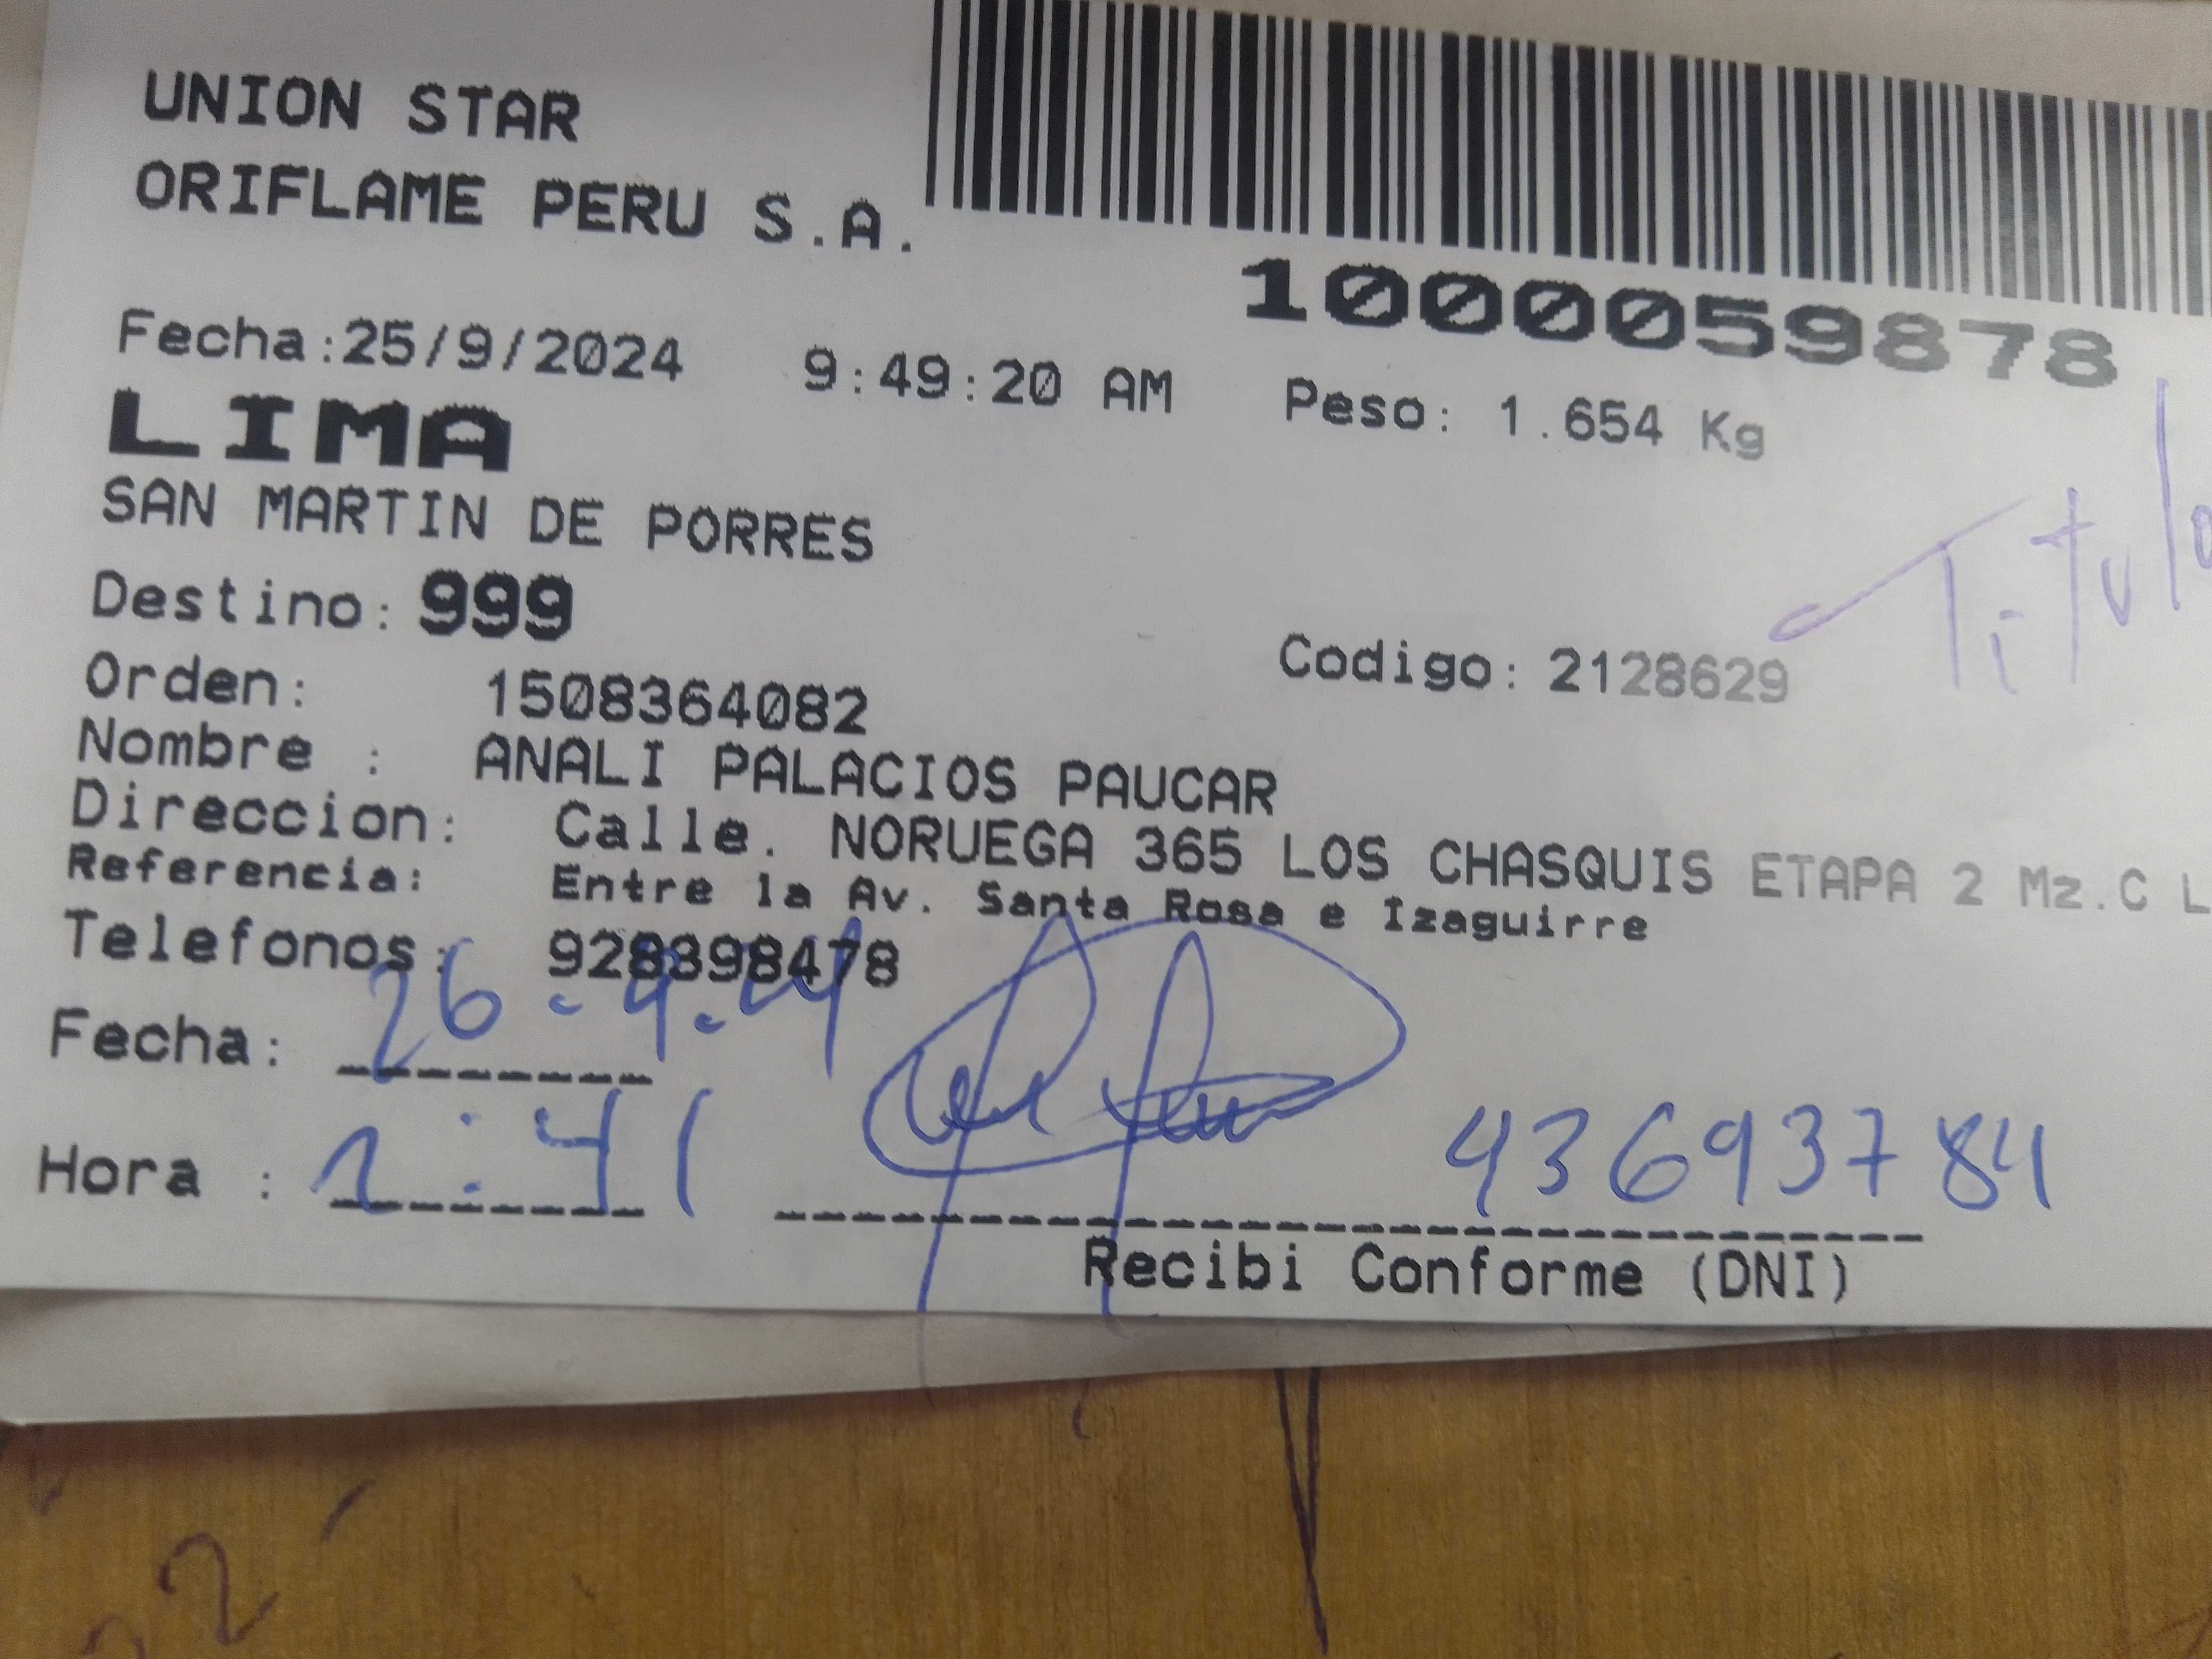 UNION STAR
ORIFLAME PERU S.A.
1000059878
Fecha:25/9/2024 9:49:20 AM Peso: 1.654 Kg
LIMA
SAN MARTIN DE PORRES
Titulo
Destino: 999
Codigo: 2128629
Orden: 1508364082
Nombre : ANALI PALACIOS PAUCAR
Direccion: Calle. NORUEGA 365 LOS CHASQUIS ETAPA 2 Mz.C L
Referencia: Entre la Av. Santa Rosa e Izaguirre
Telefonos: 928398478
Fecha: 26-9-24
Hora : 1:41 43693784
Recibi Conforme (DNI)